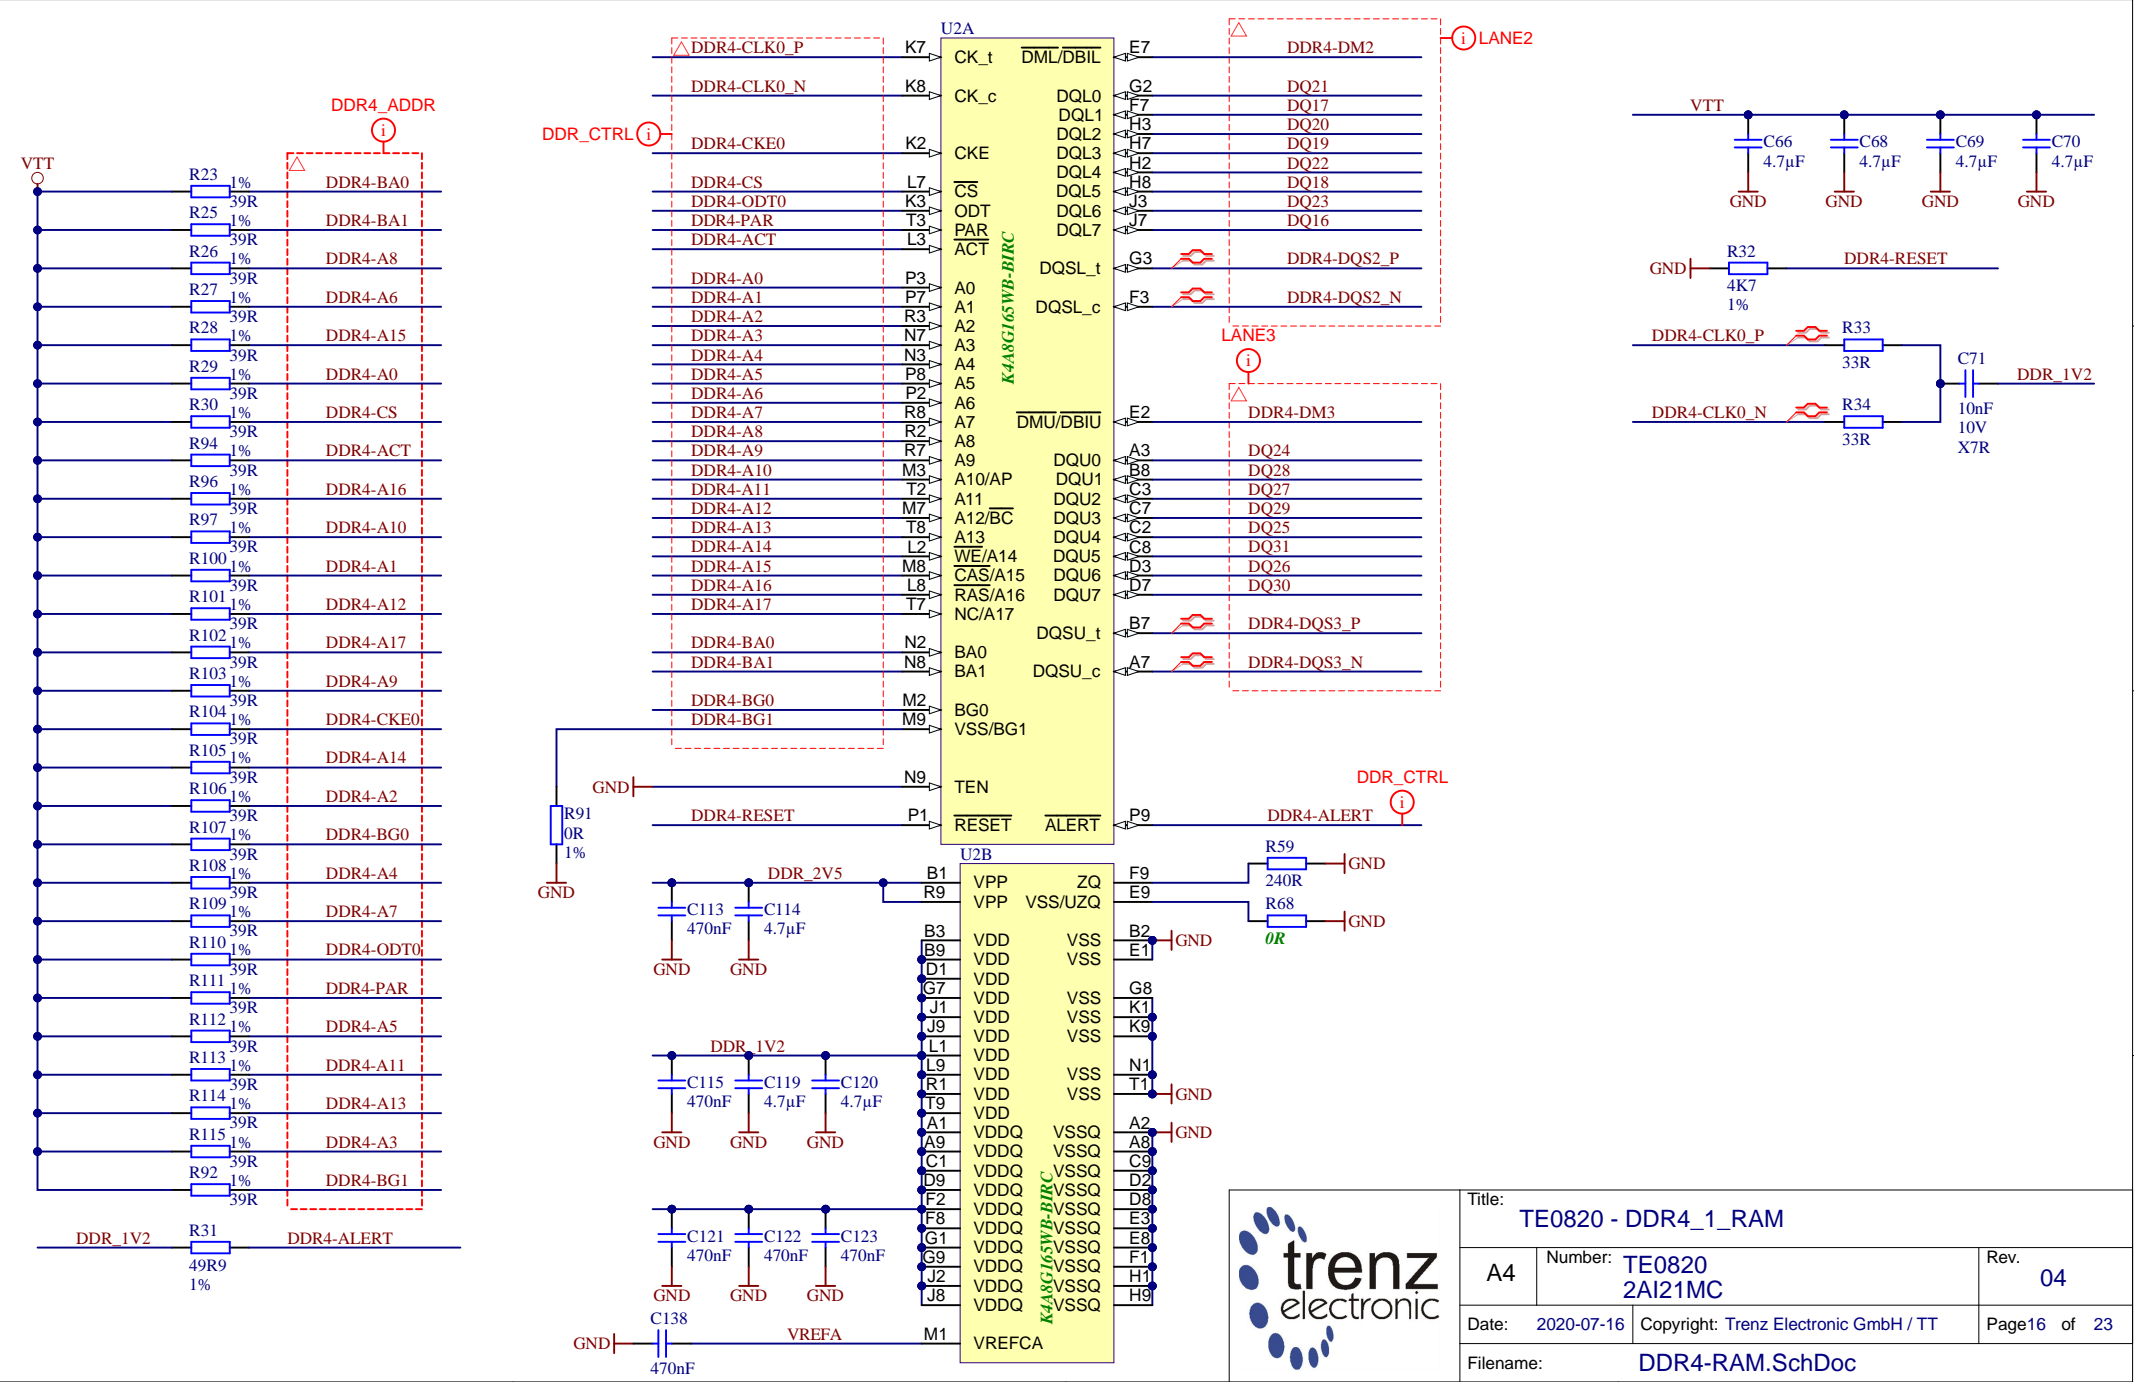 DDR4_ADDR
i
VTT
R23 1% 39R DDR4-BA0
R25 1% 39R DDR4-BA1
R26 1% 39R DDR4-A8
R27 1% 39R DDR4-A6
R28 1% 39R DDR4-A15
R29 1% 39R DDR4-A0
R30 1% 39R DDR4-CS
R94 1% 39R DDR4-ACT
R96 1% 39R DDR4-A16
R97 1% 39R DDR4-A10
R100 1% 39R DDR4-A1
R101 1% 39R DDR4-A12
R102 1% 39R DDR4-A17
R103 1% 39R DDR4-A9
R104 1% 39R DDR4-CKE0
R105 1% 39R DDR4-A14
R106 1% 39R DDR4-A2
R107 1% 39R DDR4-BG0
R108 1% 39R DDR4-A4
R109 1% 39R DDR4-A7
R110 1% 39R DDR4-ODT0
R111 1% 39R DDR4-PAR
R112 1% 39R DDR4-A5
R113 1% 39R DDR4-A11
R114 1% 39R DDR4-A13
R115 1% 39R DDR4-A3
R92 1% 39R DDR4-BG1
DDR_1V2 R31 DDR4-ALERT
49R9
1%
U2A
DDR_CTRL i
DDR4-CLK0_P K7 CK_t
DDR4-CLK0_N K8 CK_c
DDR4-CKE0 K2 CKE
DDR4-CS L7 CS
DDR4-ODT0 K3 ODT
DDR4-PAR T3 PAR
DDR4-ACT L3 ACT
DDR4-A0 P3 A0
DDR4-A1 P7 A1
DDR4-A2 R3 A2
DDR4-A3 N7 A3
DDR4-A4 N3 A4
DDR4-A5 P8 A5
DDR4-A6 P2 A6
DDR4-A7 R8 A7
DDR4-A8 R2 A8
DDR4-A9 R7 A9
DDR4-A10 M3 A10/AP
DDR4-A11 T2 A11
DDR4-A12 M7 A12/BC
DDR4-A13 T8 A13
DDR4-A14 L2 WE/A14
DDR4-A15 M8 CAS/A15
DDR4-A16 L8 RAS/A16
DDR4-A17 T7 NC/A17
DDR4-BA0 N2 BA0
DDR4-BA1 N8 BA1
DDR4-BG0 M2 BG0
DDR4-BG1 M9 VSS/BG1
GND N9 TEN
DDR4-RESET P1 RESET
R91
0R
1%
GND
K4A8G165WB-BIRC
i LANE2
DML/DBIL E7 DDR4-DM2
DQL0 G2 DQ21
DQL1 F7 DQ17
DQL2 H3 DQ20
DQL3 H7 DQ19
DQL4 H2 DQ22
DQL5 H8 DQ18
DQL6 J3 DQ23
DQL7 J7 DQ16
DQSL_t G3 DDR4-DQS2_P
DQSL_c F3 DDR4-DQS2_N
LANE3
i
DMU/DBIU E2 DDR4-DM3
DQU0 A3 DQ24
DQU1 B8 DQ28
DQU2 C3 DQ27
DQU3 C7 DQ29
DQU4 C2 DQ25
DQU5 C8 DQ31
DQU6 D3 DQ26
DQU7 D7 DQ30
DQSU_t B7 DDR4-DQS3_P
DQSU_c A7 DDR4-DQS3_N
DDR_CTRL
i
ALERT P9 DDR4-ALERT
U2B
DDR_2V5 B1 VPP
R9 VPP
C113 470nF GND
C114 4.7µF GND
B3 VDD
B9 VDD
D1 VDD
G7 VDD
J1 VDD
J9 VDD
DDR_1V2 L1 VDD
L9 VDD
R1 VDD
T9 VDD
C115 470nF GND
C119 4.7µF GND
C120 4.7µF GND
A1 VDDQ
A9 VDDQ
C1 VDDQ
D9 VDDQ
F2 VDDQ
F8 VDDQ
G1 VDDQ
G9 VDDQ
J2 VDDQ
J8 VDDQ
C121 470nF GND
C122 470nF GND
C123 470nF GND
GND C138 470nF VREFA M1 VREFCA
K4A8G165WB-BIRC
ZQ F9 R59 240R GND
VSS/UZQ E9 R68 0R GND
VSS B2 GND
VSS E1
VSS G8
VSS K1
VSS K9
VSS N1
VSS T1 GND
VSSQ A2 GND
VSSQ A8
VSSQ C9
VSSQ D2
VSSQ D8
VSSQ E3
VSSQ E8
VSSQ F1
VSSQ H1
VSSQ H9
VTT
C66 4.7µF GND
C68 4.7µF GND
C69 4.7µF GND
C70 4.7µF GND
GND R32 DDR4-RESET
4K7
1%
DDR4-CLK0_P R33 33R
DDR4-CLK0_N R34 33R
C71 DDR_1V2
10nF
10V
X7R
trenz
electronic
Title:
TE0820 - DDR4_1_RAM
A4 Number: TE0820
2AI21MC
Rev.
04
Date: 2020-07-16 Copyright: Trenz Electronic GmbH / TT Page16 of 23
Filename: DDR4-RAM.SchDoc